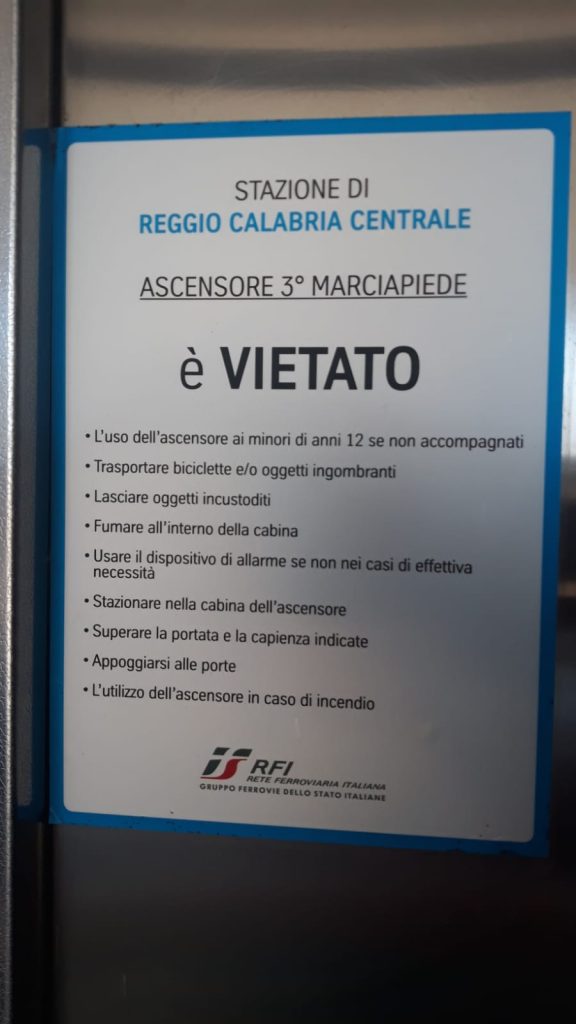 STAZIONE DI
REGGIO CALABRIA CENTRALE
ASCENSORE 3° MARCIAPIEDE
è VIETATO
• L'uso dell'ascensore ai minori di anni 12 se non accompagnati
• Trasportare biciclette e/o oggetti ingombranti
• Lasciare oggetti incustoditi
• Fumare all'interno della cabina
• Usare il dispositivo di allarme se non nei casi di effettiva
necessità
• Stazionare nella cabina dell'ascensore
• Superare la portata e la capienza indicate
• Appoggiarsi alle porte
• L'utilizzo dell'ascensore in caso di incendio
RFI
RETE FERROVIARIA ITALIANA
GRUPPO FERROVIE DELLO STATO ITALIANE